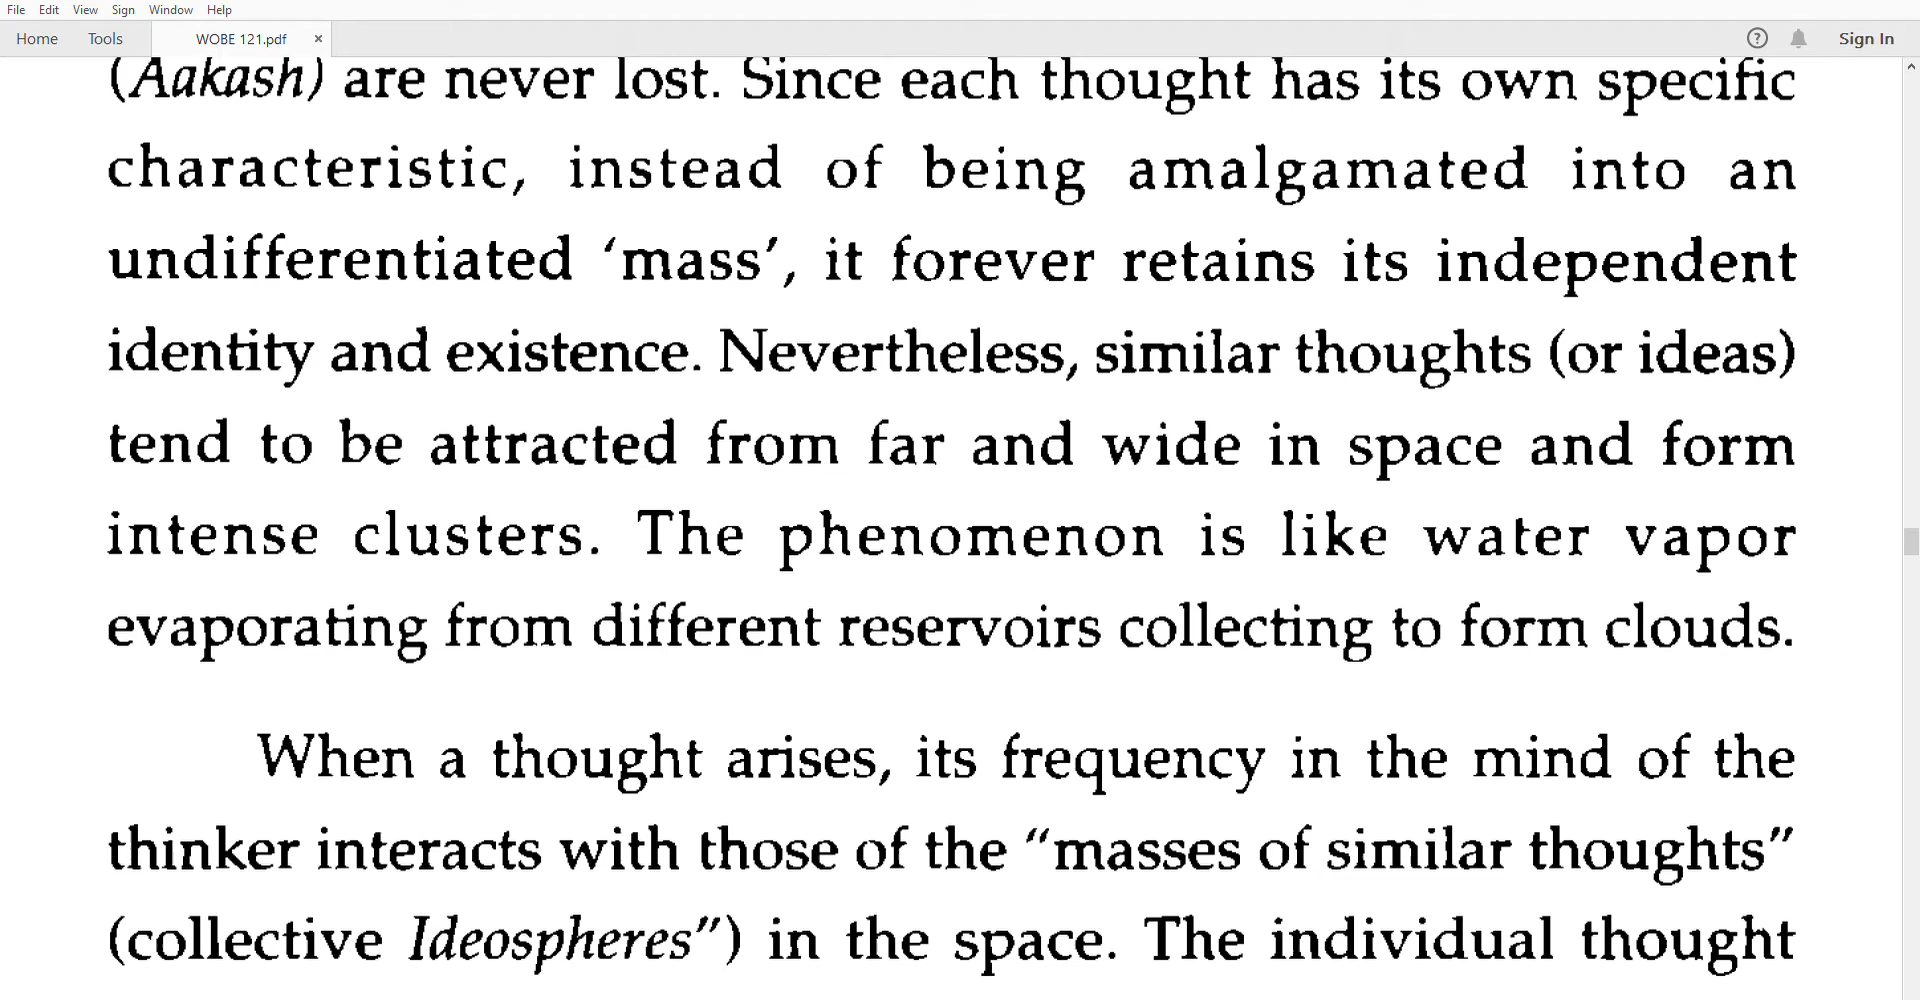 File Edit View Sign Window Help
Home Tools WOBE 121.pdf × ? Sign In
(Aakash) are never lost. Since each thought has its own specific
characteristic, instead of being amalgamated into an
undifferentiated ‘mass’, it forever retains its independent
identity and existence. Nevertheless, similar thoughts (or ideas)
tend to be attracted from far and wide in space and form
intense clusters. The phenomenon is like water vapor
evaporating from different reservoirs collecting to form clouds.
When a thought arises, its frequency in the mind of the
thinker interacts with those of the “masses of similar thoughts”
(collective Ideospheres”) in the space. The individual thought